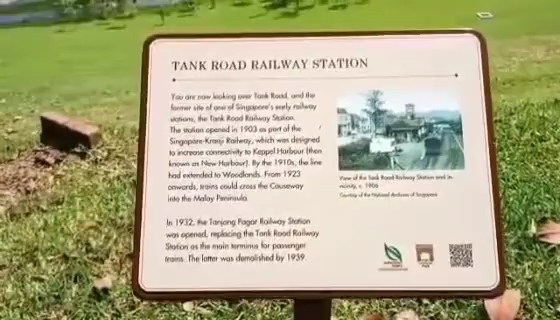 TANK ROAD RAILWAY STATION
You are now looking over Tank Road, and the
former site of one of Singapore's early railway
stations, the Tank Road Railway Station.
The station opened in 1903 as part of the
Singapore-Kranji Railway, which was designed
to increase connectivity to Keppel Harbour (then
known as New Harbour). By the 1910s, the line
had extended to Woodlands. From 1923
onwards, trains could cross the Causeway
into the Malay Peninsula.
In 1932, the Tanjong Pagar Railway Station
was opened, replacing the Tank Road Railway
Station as the main terminus for passenger
trains. The latter was demolished by 1939.
View of the Tank Road Railway Station and its
vicinity, c. 1906
Courtesy of the National Archives of Singapore